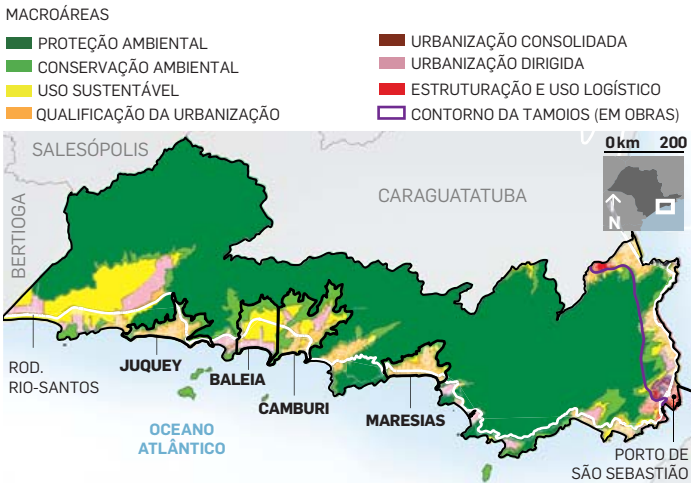 MACROÁREAS
PROTEÇÃO AMBIENTAL
CONSERVAÇÃO AMBIENTAL
USO SUSTENTÁVEL
QUALIFICAÇÃO DA URBANIZAÇÃO
URBANIZAÇÃO CONSOLIDADA
URBANIZAÇÃO DIRIGIDA
ESTRUTURAÇÃO E USO LOGÍSTICO
CONTORNO DA TAMOIOS (EM OBRAS)
SALESÓPOLIS
0 km 200
CARAGUATATUBA
N
BERTIOGA
ROD.
RIO-SANTOS
JUQUEY
BALEIA
CAMBURI
MARESIAS
OCEANO
ATLÂNTICO
PORTO DE
SÃO SEBASTIÃO